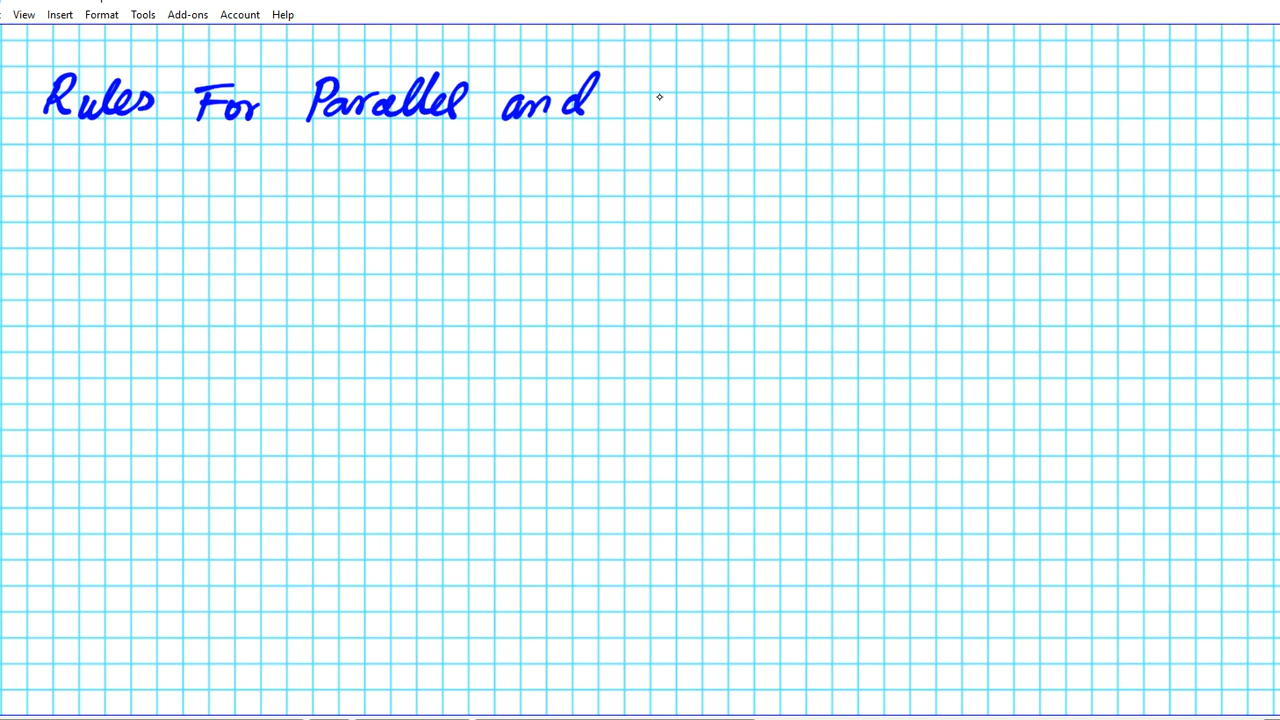 View Insert Format Tools Add-ons Account Help
Rules For Parallel and